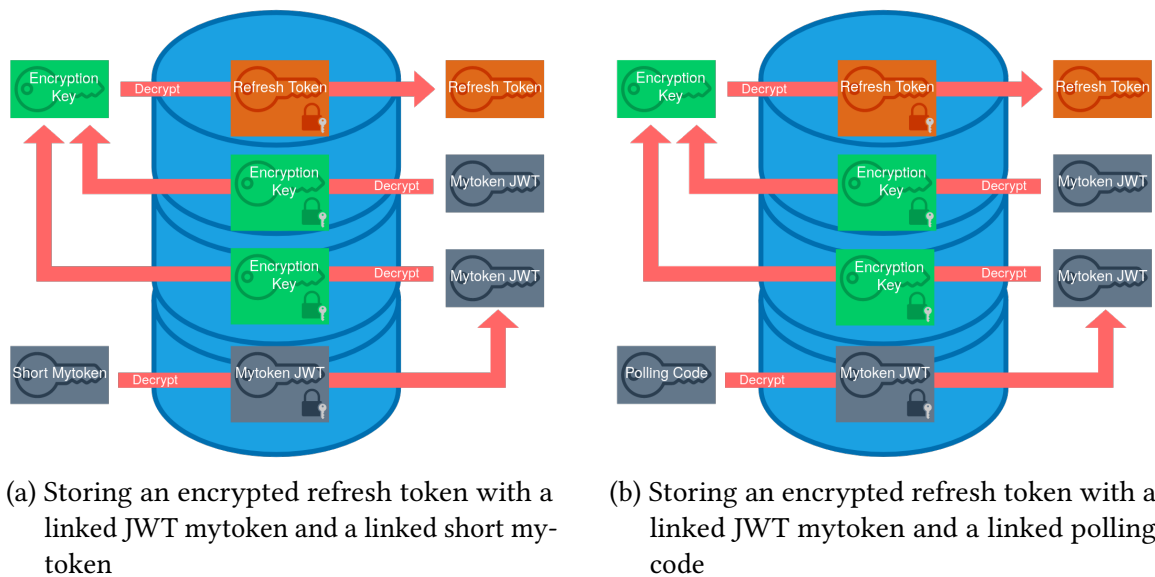 Encryption
Key
Decrypt
Refresh Token
Refresh Token
Encryption
Key
Decrypt
Mytoken JWT
Encryption
Key
Decrypt
Mytoken JWT
Short Mytoken
Decrypt
Mytoken JWT
(a) Storing an encrypted refresh token with a
linked JWT mytoken and a linked short my-
token
Encryption
Key
Decrypt
Refresh Token
Refresh Token
Encryption
Key
Decrypt
Mytoken JWT
Encryption
Key
Decrypt
Mytoken JWT
Polling Code
Decrypt
Mytoken JWT
(b) Storing an encrypted refresh token with a
linked JWT mytoken and a linked polling
code